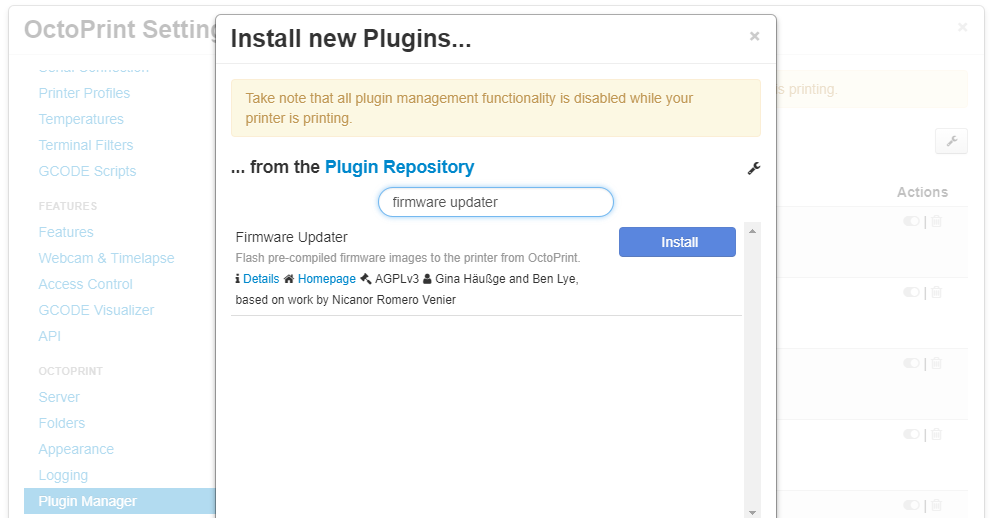 OctoPrint Setting
Install new Plugins...
×
×
Take note that all plugin management functionality is disabled while your
printer is printing.
s printing.
Serial Connection
Printer Profiles
Temperatures
Terminal Filters
GCODE Scripts
FEATURES
Features
Webcam & Timelapse
Access Control
GCODE Visualizer
API
OCTOPRINT
Server
Folders
Appearance
Logging
Plugin Manager
... from the Plugin Repository
firmware updater
Firmware Updater
Install
Flash pre-compiled firmware images to the printer from OctoPrint.
Details Homepage AGPLv3 Gina Häußge and Ben Lye,
based on work by Nicanor Romero Venier
Actions
|
|
|
|
|